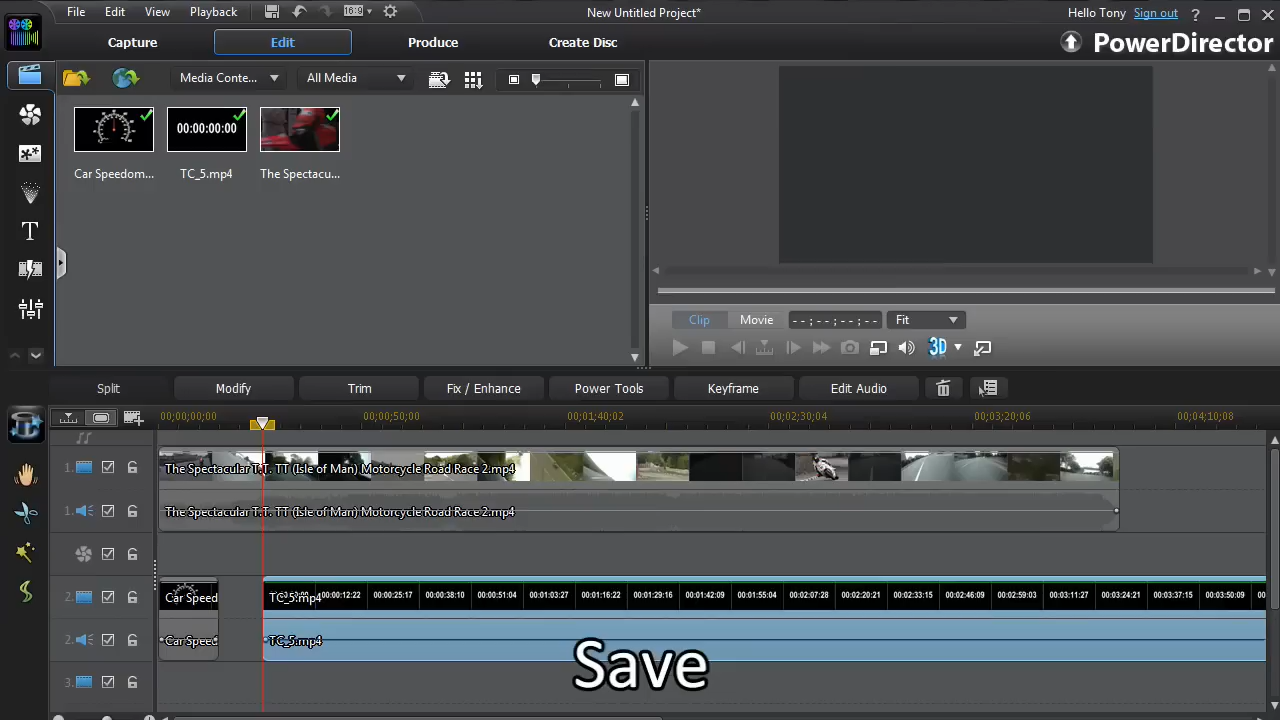 File Edit View Playback 16:9 New Untitled Project* Hello Tony Sign out ?
Capture Edit Produce Create Disc PowerDirector
Media Conte... All Media
00:00:00:00
Car Speedom... TC_5.mp4 The Spectacu...
T
Clip Movie --;--;--;-- Fit
3D
Split Modify Trim Fix / Enhance Power Tools Keyframe Edit Audio
00;00;00;00 00;00;50;00 00;01;40;02 00;02;30;04 00;03;20;06 00;04;10;08
1. The Spectacular T.T. TT (Isle of Man) Motorcycle Road Race 2.mp4
1. The Spectacular T.T. TT (Isle of Man) Motorcycle Road Race 2.mp4
2. Car Speed TC_5.mp4 00:00:12:22 00:00:25:17 00:00:38:10 00:00:51:04 00:01:03:27 00:01:16:22 00:01:29:16 00:01:42:09 00:01:55:04 00:02:07:28 00:02:20:21 00:02:33:15 00:02:46:09 00:02:59:03 00:03:11:27 00:03:24:21 00:03:37:15 00:03:50:09
2. Car Speed TC_5.mp4
Save
3.